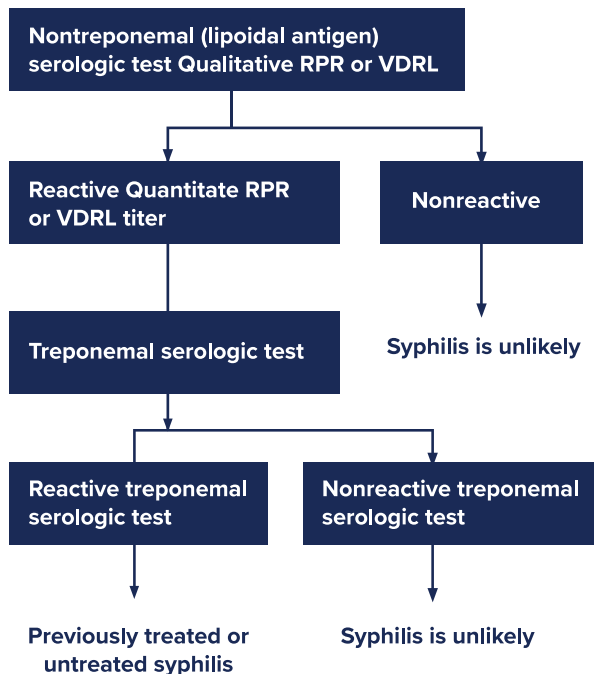 Nontreponemal (lipoidal antigen)
serologic test Qualitative RPR or VDRL
Reactive Quantitate RPR
or VDRL titer
Nonreactive
Treponemal serologic test
Syphilis is unlikely
Reactive treponemal
serologic test
Nonreactive treponemal
serologic test
Previously treated or
untreated syphilis
Syphilis is unlikely